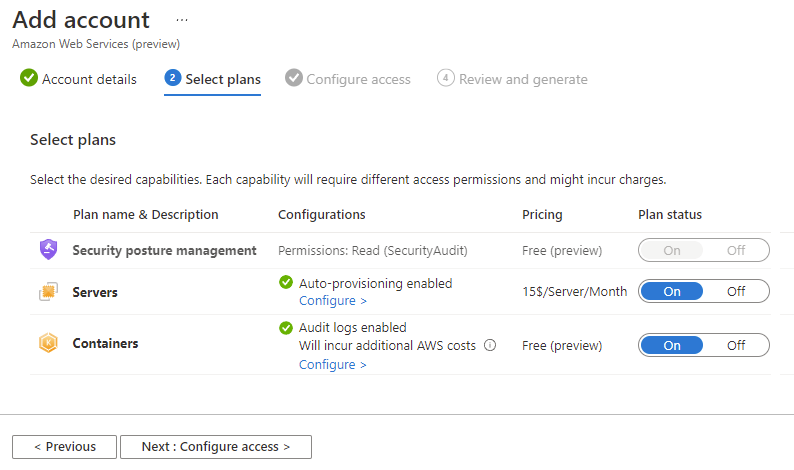 Add account ...
Amazon Web Services (preview)
Account details 2 Select plans Configure access 4 Review and generate
Select plans
Select the desired capabilities. Each capability will require different access permissions and might incur charges.
Plan name & Description Configurations Pricing Plan status
Security posture management Permissions: Read (SecurityAudit) Free (preview) On Off
Auto-provisioning enabled
Servers 15$/Server/Month On Off
Configure >
Audit logs enabled
Containers Will incur additional AWS costs Free (preview) On Off
Configure >
< Previous Next : Configure access >